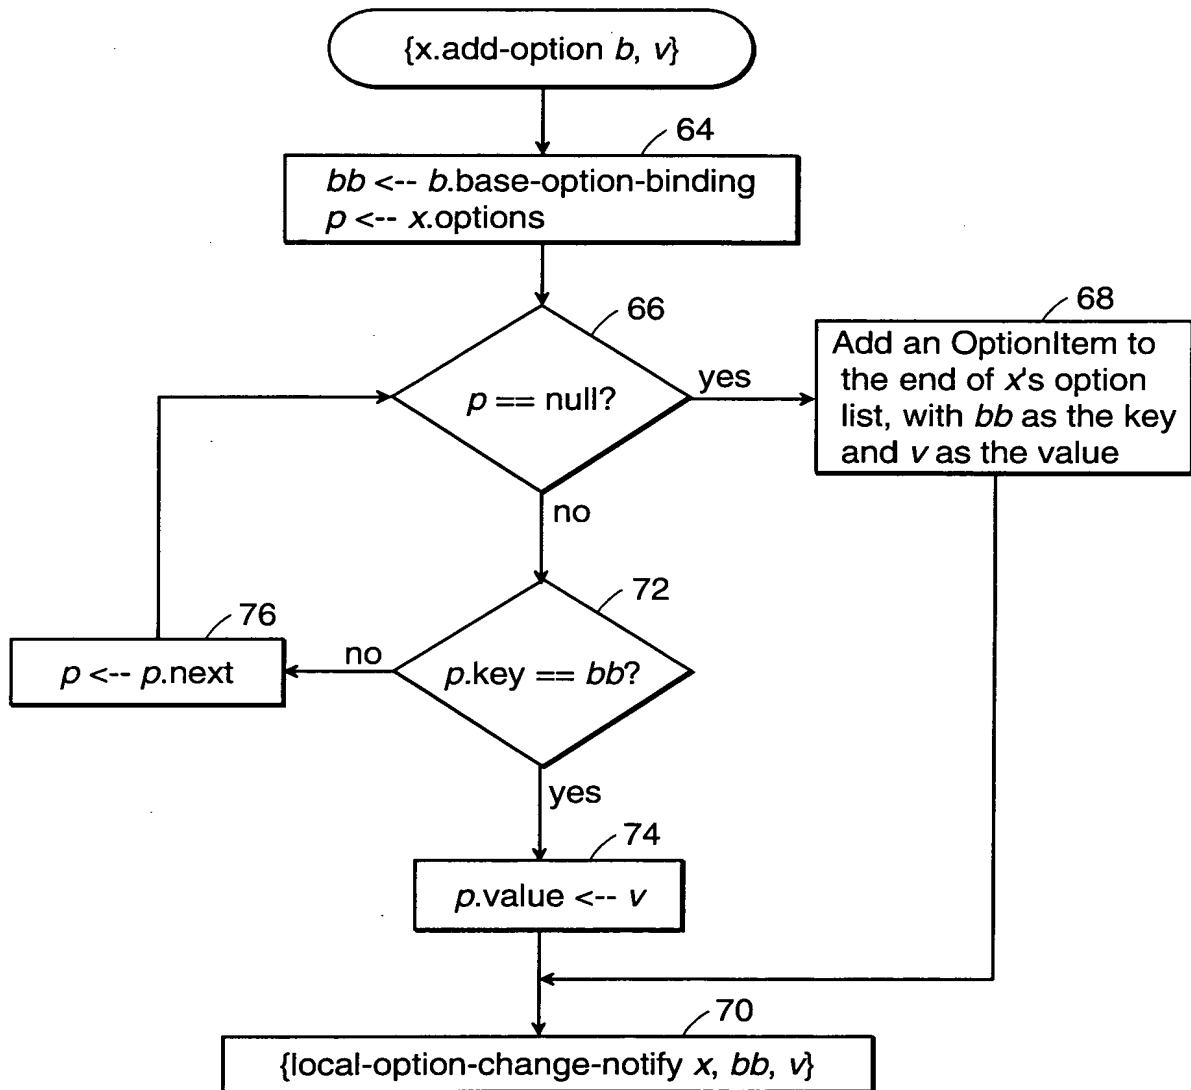 {x.add-option b, v}
64
bb <-- b.base-option-binding
p <-- x.options
66
p == null?
yes
68
Add an OptionItem to
the end of x's option
list, with bb as the key
and v as the value
no
72
p.key == bb?
no
76
p <-- p.next
yes
74
p.value <-- v
70
{local-option-change-notify x, bb, v}